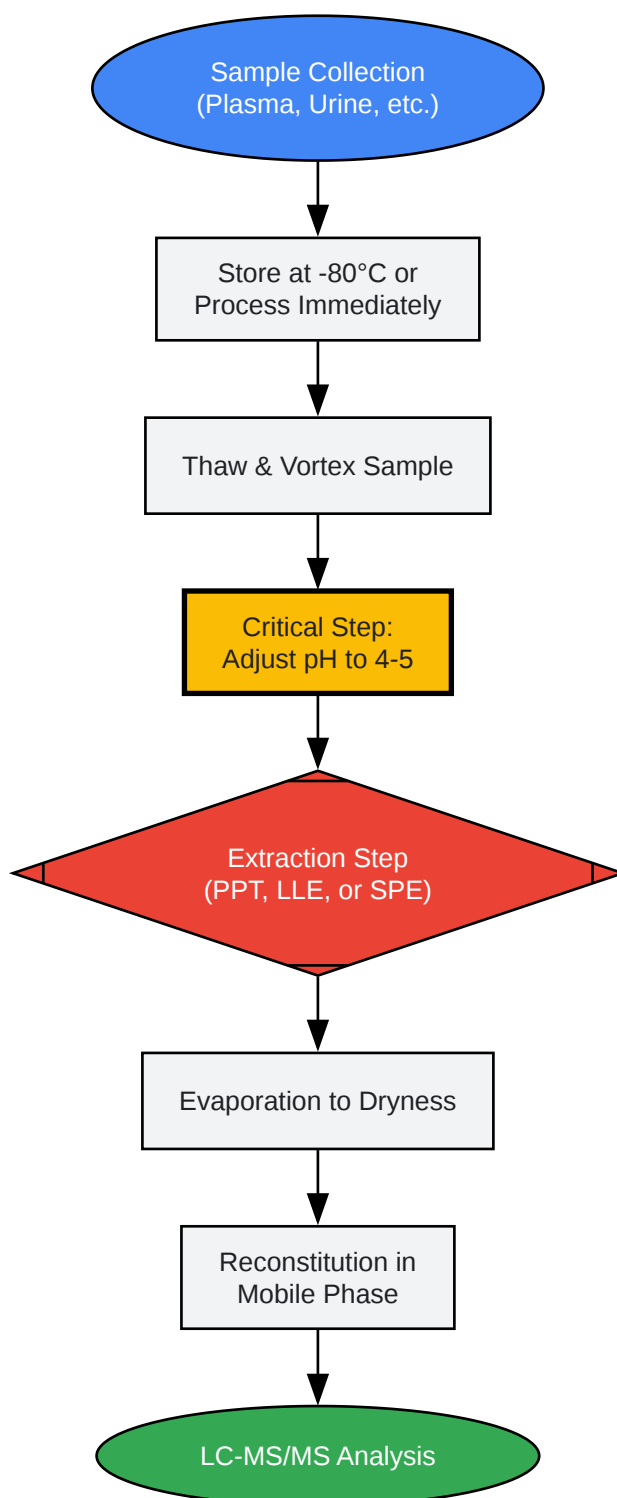 Sample Collection
(Plasma, Urine, etc.)
Store at -80°C or
Process Immediately
Thaw & Vortex Sample
Critical Step:
Adjust pH to 4-5
Extraction Step
(PPT, LLE, or SPE)
Evaporation to Dryness
Reconstitution in
Mobile Phase
LC-MS/MS Analysis